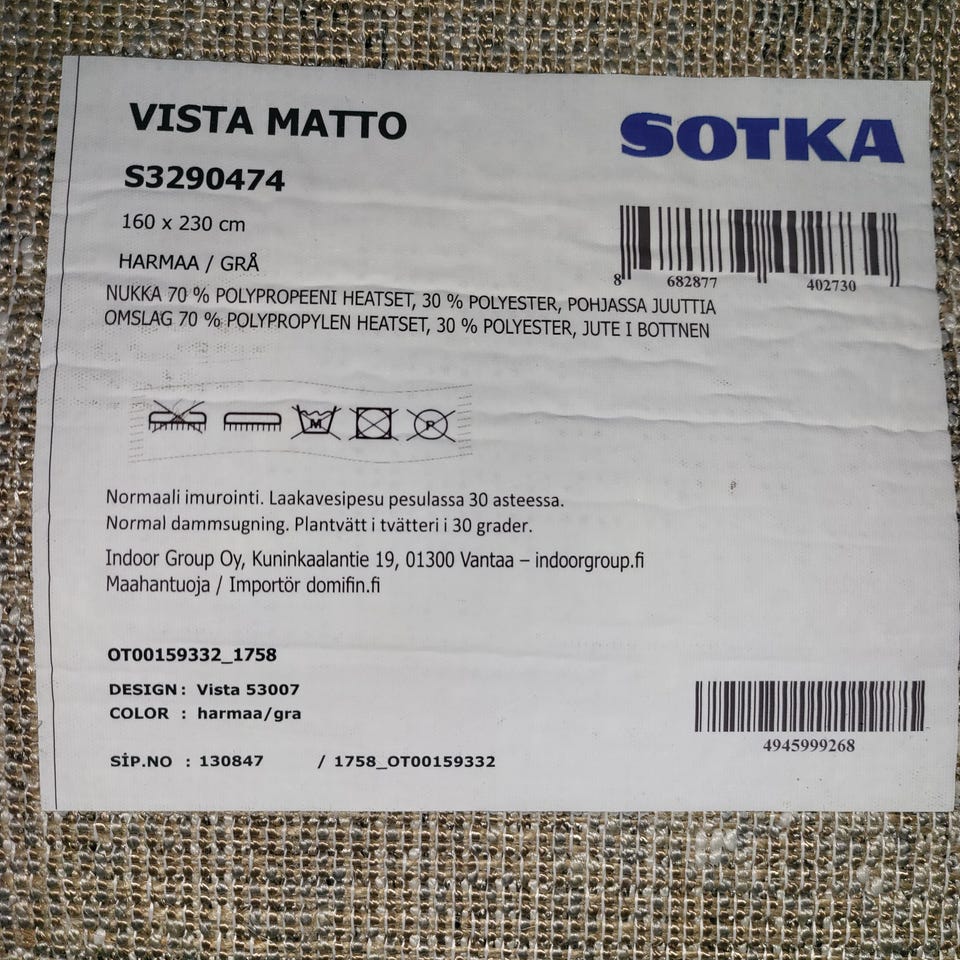 VISTA MATTO
SOTKA
S3290474
160 x 230 cm
HARMAA / GRÅ
8 682877 402730
NUKKA 70 % POLYPROPEENI HEATSET, 30 % POLYESTER, POHJASSA JUUTTIA
OMSLAG 70 % POLYPROPYLEN HEATSET, 30 % POLYESTER, JUTE I BOTTNEN
M P
Normaali imurointi. Laakavesipesu pesulassa 30 asteessa.
Normal dammsugning. Plantvätt i tvätteri i 30 grader.
Indoor Group Oy, Kuninkaalantie 19, 01300 Vantaa – indoorgroup.fi
Maahantuoja / Importör domifin.fi
OT00159332_1758
DESIGN : Vista 53007
COLOR : harmaa/gra
4945999268
SİP.NO : 130847 / 1758_OT00159332